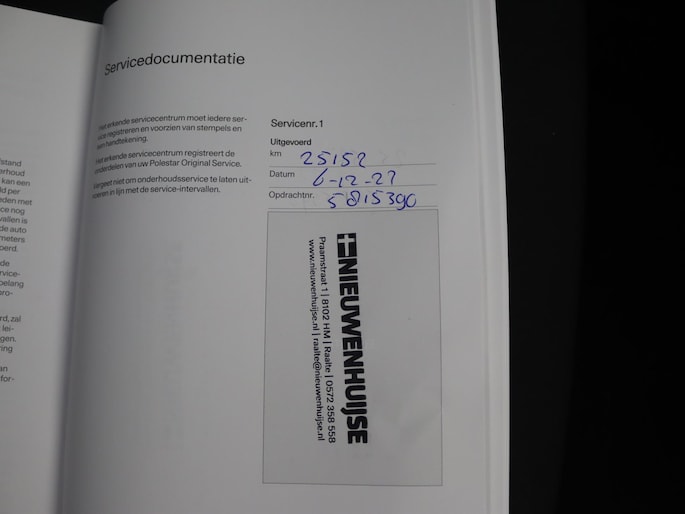 Servicedocumentatie
Het erkende servicecentrum moet iedere ser-
vice registreren en voorzien van stempels en
een handtekening.
Het erkende servicecentrum registreert de
onderdelen van uw Polestar Original Service.
Vergeet niet om onderhoudsservice te laten uit-
voeren in lijn met de service-intervallen.
Servicenr. 1
Uitgevoerd
km 25152
Datum 6-12-22
Opdrachtnr. 5815390
NIEUWENHUIJSE
Praamstraat 1 | 8102 HM | Raalte | 0572 358 558
www.nieuwenhuijse.nl | raalte@nieuwenhuijse.nl